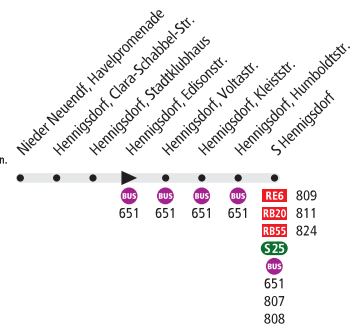 Nieder Neuendf, Havelpromenade
Hennigsdorf, Clara-Schabbel-Str.
Hennigsdorf, Stadtklubhaus
Hennigsdorf, Edisonstr.
Hennigsdorf, Voltastr.
Hennigsdorf, Kleiststr.
Hennigsdorf, Humboldtstr.
S Hennigsdorf
n.
BUS BUS BUS BUS RE6 809
651 651 651 651 RB20 811
RB55 824
S25
BUS
651
807
808